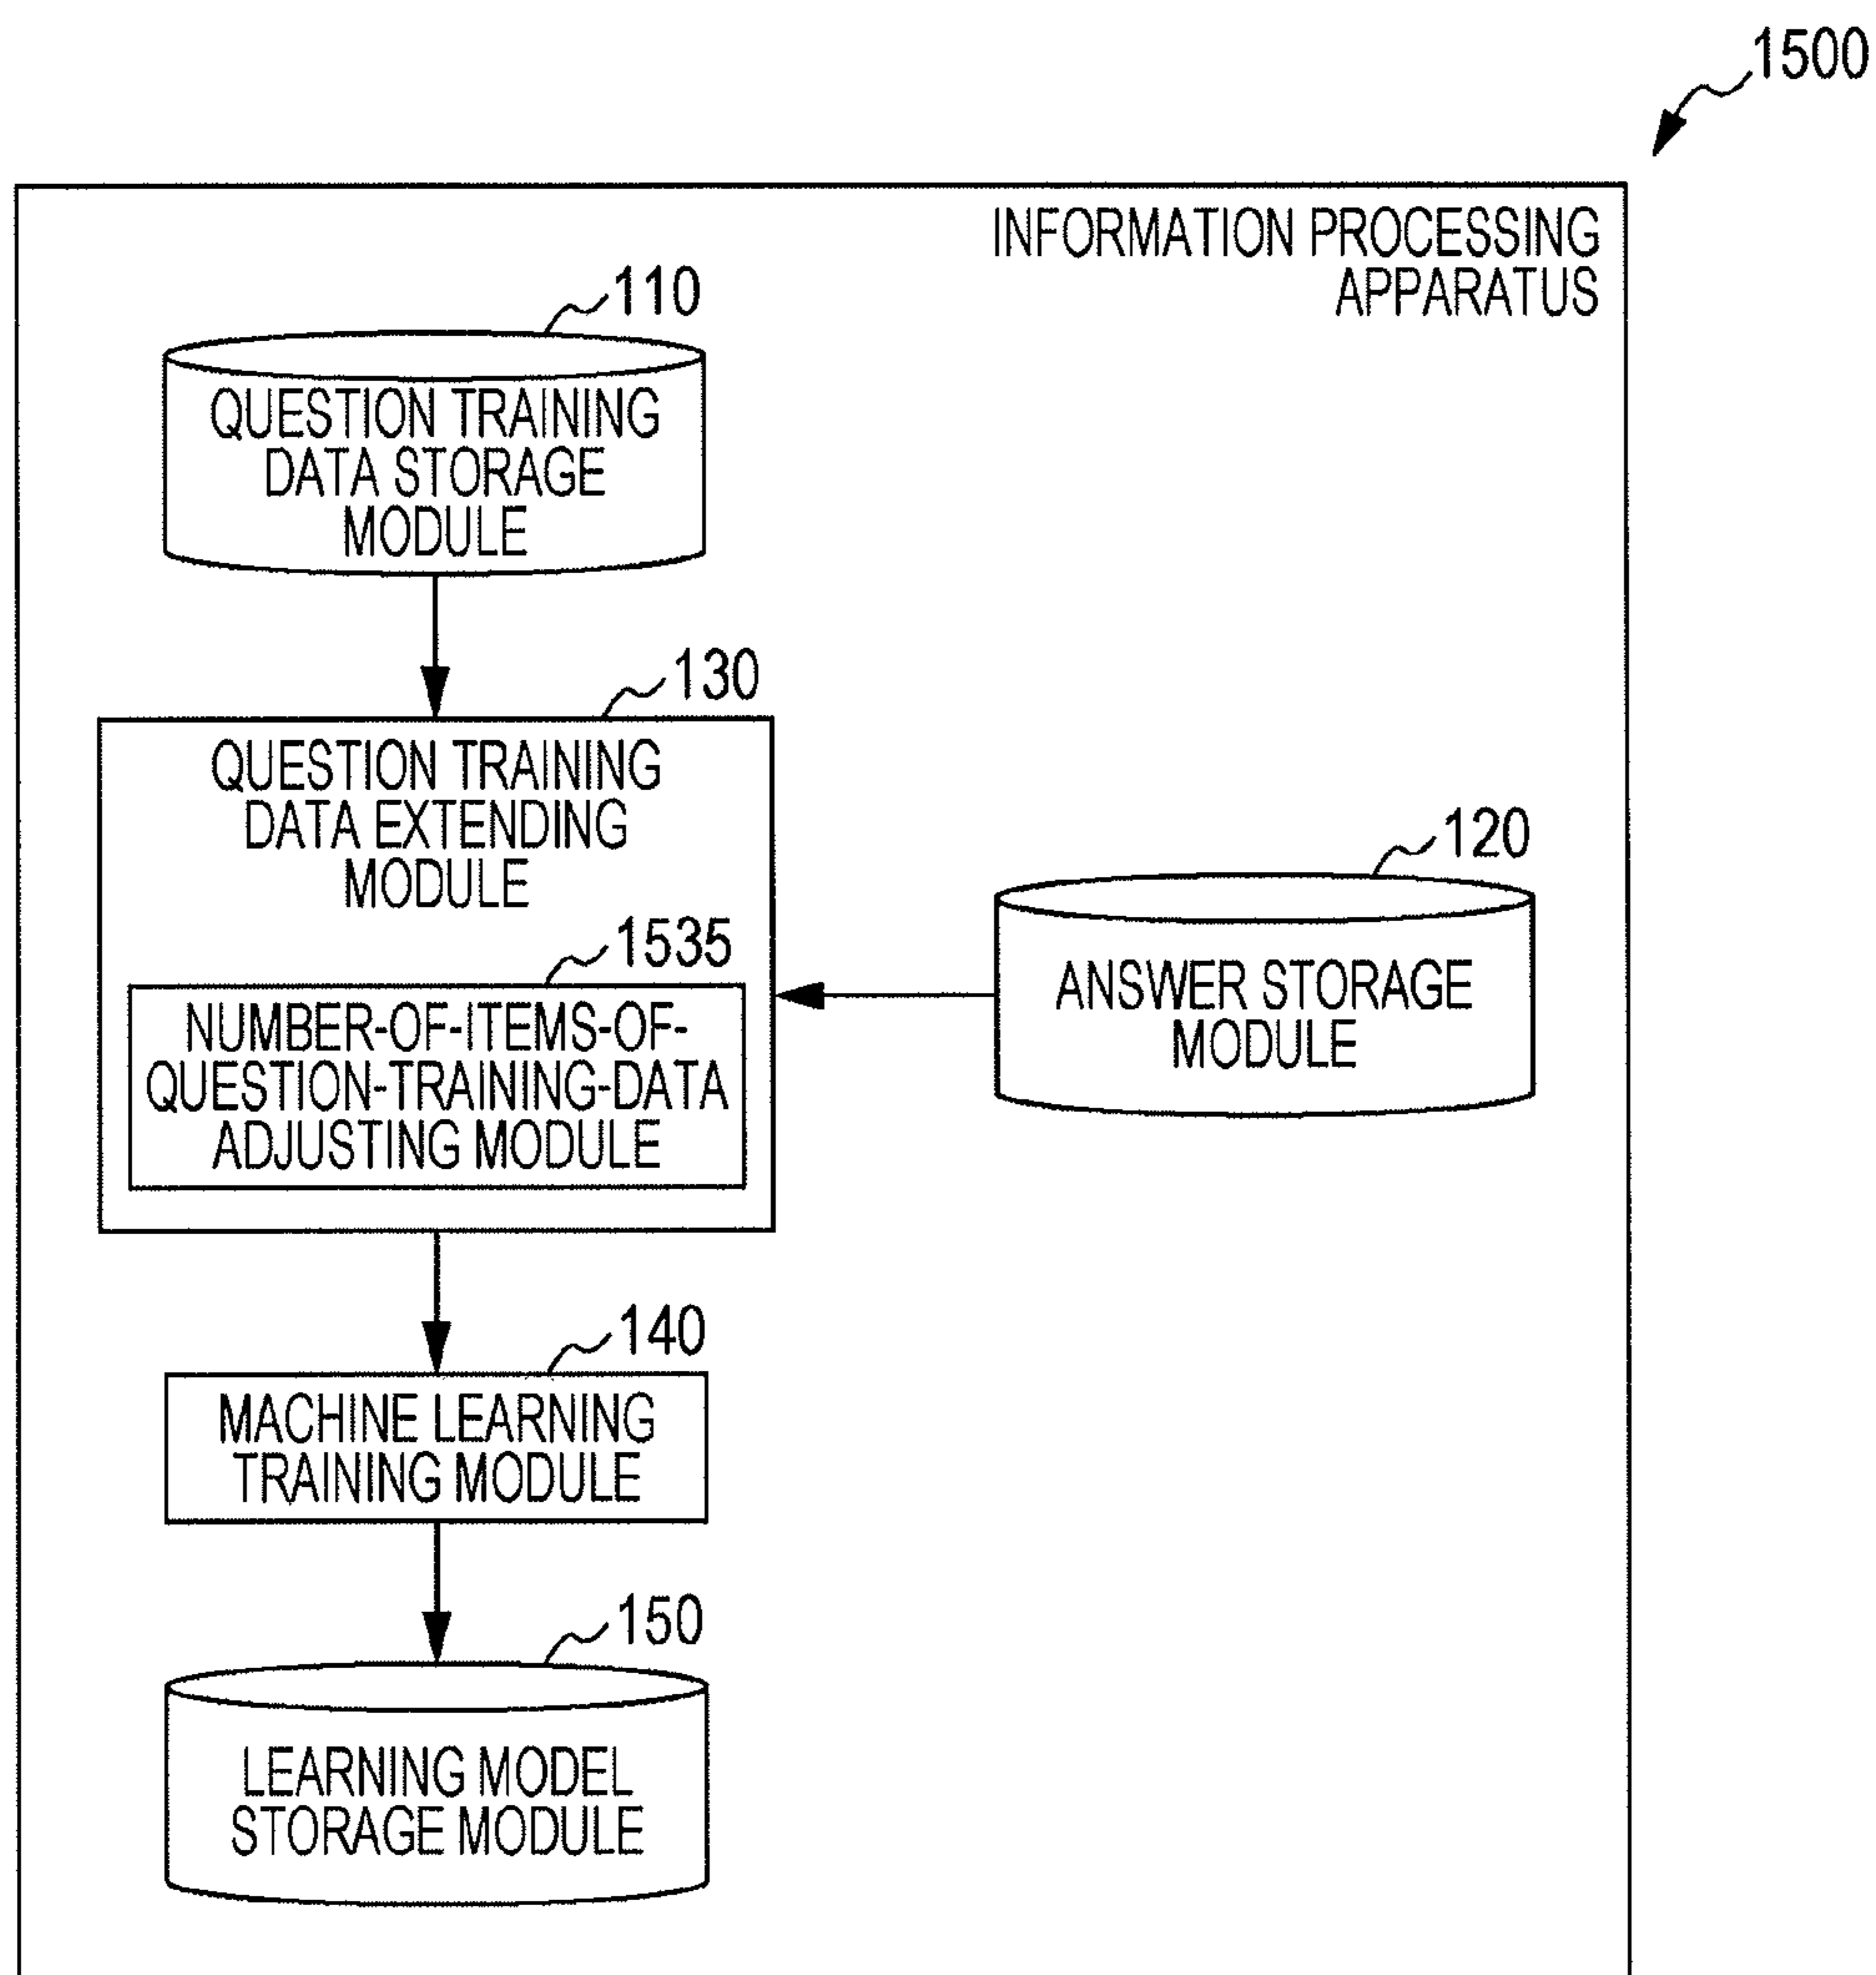 1500
INFORMATION PROCESSING
APPARATUS
110
QUESTION TRAINING
DATA STORAGE
MODULE
130
QUESTION TRAINING
DATA EXTENDING
MODULE
1535
NUMBER-OF-ITEMS-OF-
QUESTION-TRAINING-DATA
ADJUSTING MODULE
120
ANSWER STORAGE
MODULE
140
MACHINE LEARNING
TRAINING MODULE
150
LEARNING MODEL
STORAGE MODULE